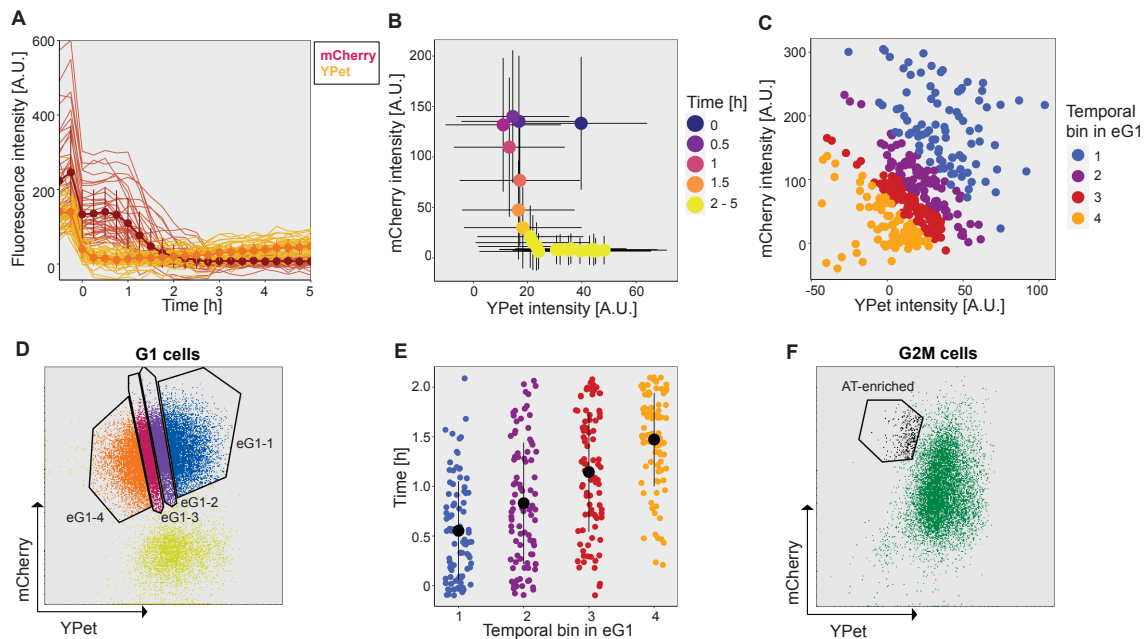 A
Fluorescence intensity [A.U.]
600
400
200
0
0
1
2
3
4
5
Time [h]
mCherry
YPet
B
mCherry intensity [A.U.]
200
150
100
50
0
0
20
40
60
YPet intensity [A.U.]
Time [h]
0
0.5
1
1.5
2 - 5
C
mCherry intensity [A.U.]
300
200
100
0
-50
0
50
100
YPet intensity [A.U.]
Temporal
bin in eG1
1
2
3
4
D
G1 cells
eG1-1
eG1-2
eG1-3
eG1-4
mCherry
YPet
E
Time [h]
2.0
1.5
1.0
0.5
0
1
2
3
4
Temporal bin in eG1
F
G2M cells
AT-enriched
mCherry
YPet